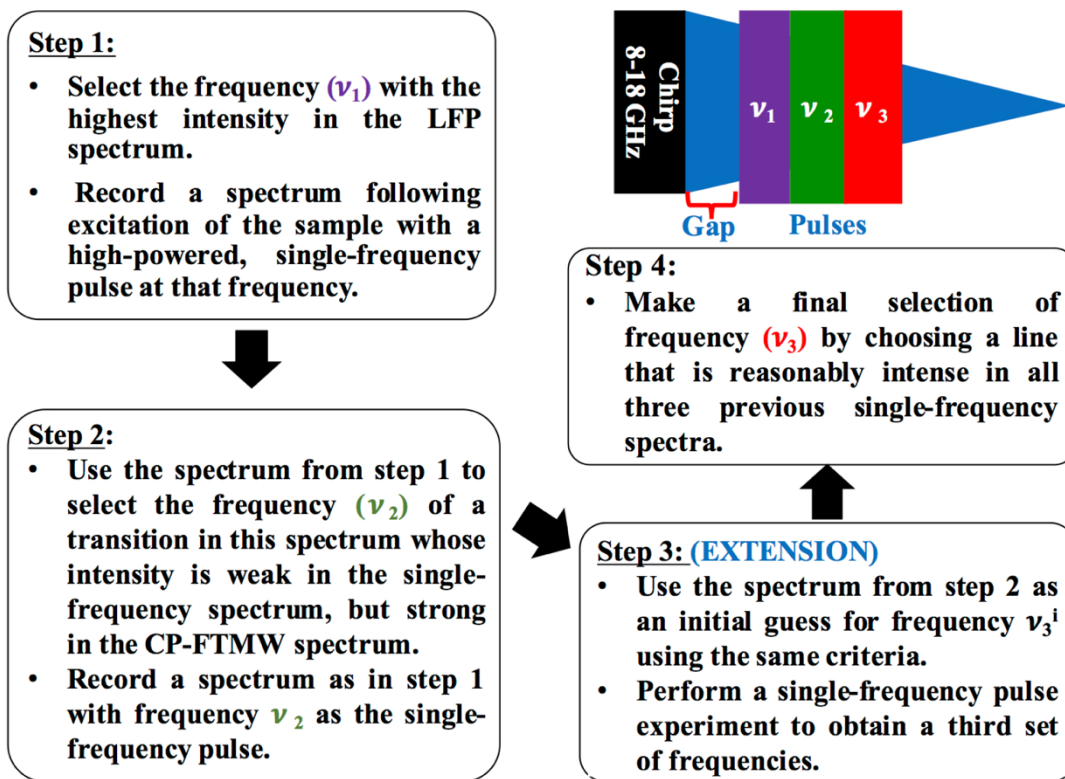 Step 1:
• Select the frequency (ν₁) with the
highest intensity in the LFP
spectrum.
• Record a spectrum following
excitation of the sample with a
high-powered, single-frequency
pulse at that frequency.
Chirp
8-18 GHz
ν₁
ν₂
ν₃
Gap
Pulses
Step 2:
• Use the spectrum from step 1 to
select the frequency (ν₂) of a
transition in this spectrum whose
intensity is weak in the single-
frequency spectrum, but strong
in the CP-FTMW spectrum.
• Record a spectrum as in step 1
with frequency ν₂ as the single-
frequency pulse.
Step 3: (EXTENSION)
• Use the spectrum from step 2 as
an initial guess for frequency ν₃ⁱ
using the same criteria.
• Perform a single-frequency pulse
experiment to obtain a third set
of frequencies.
Step 4:
• Make a final selection of
frequency (ν₃) by choosing a line
that is reasonably intense in all
three previous single-frequency
spectra.